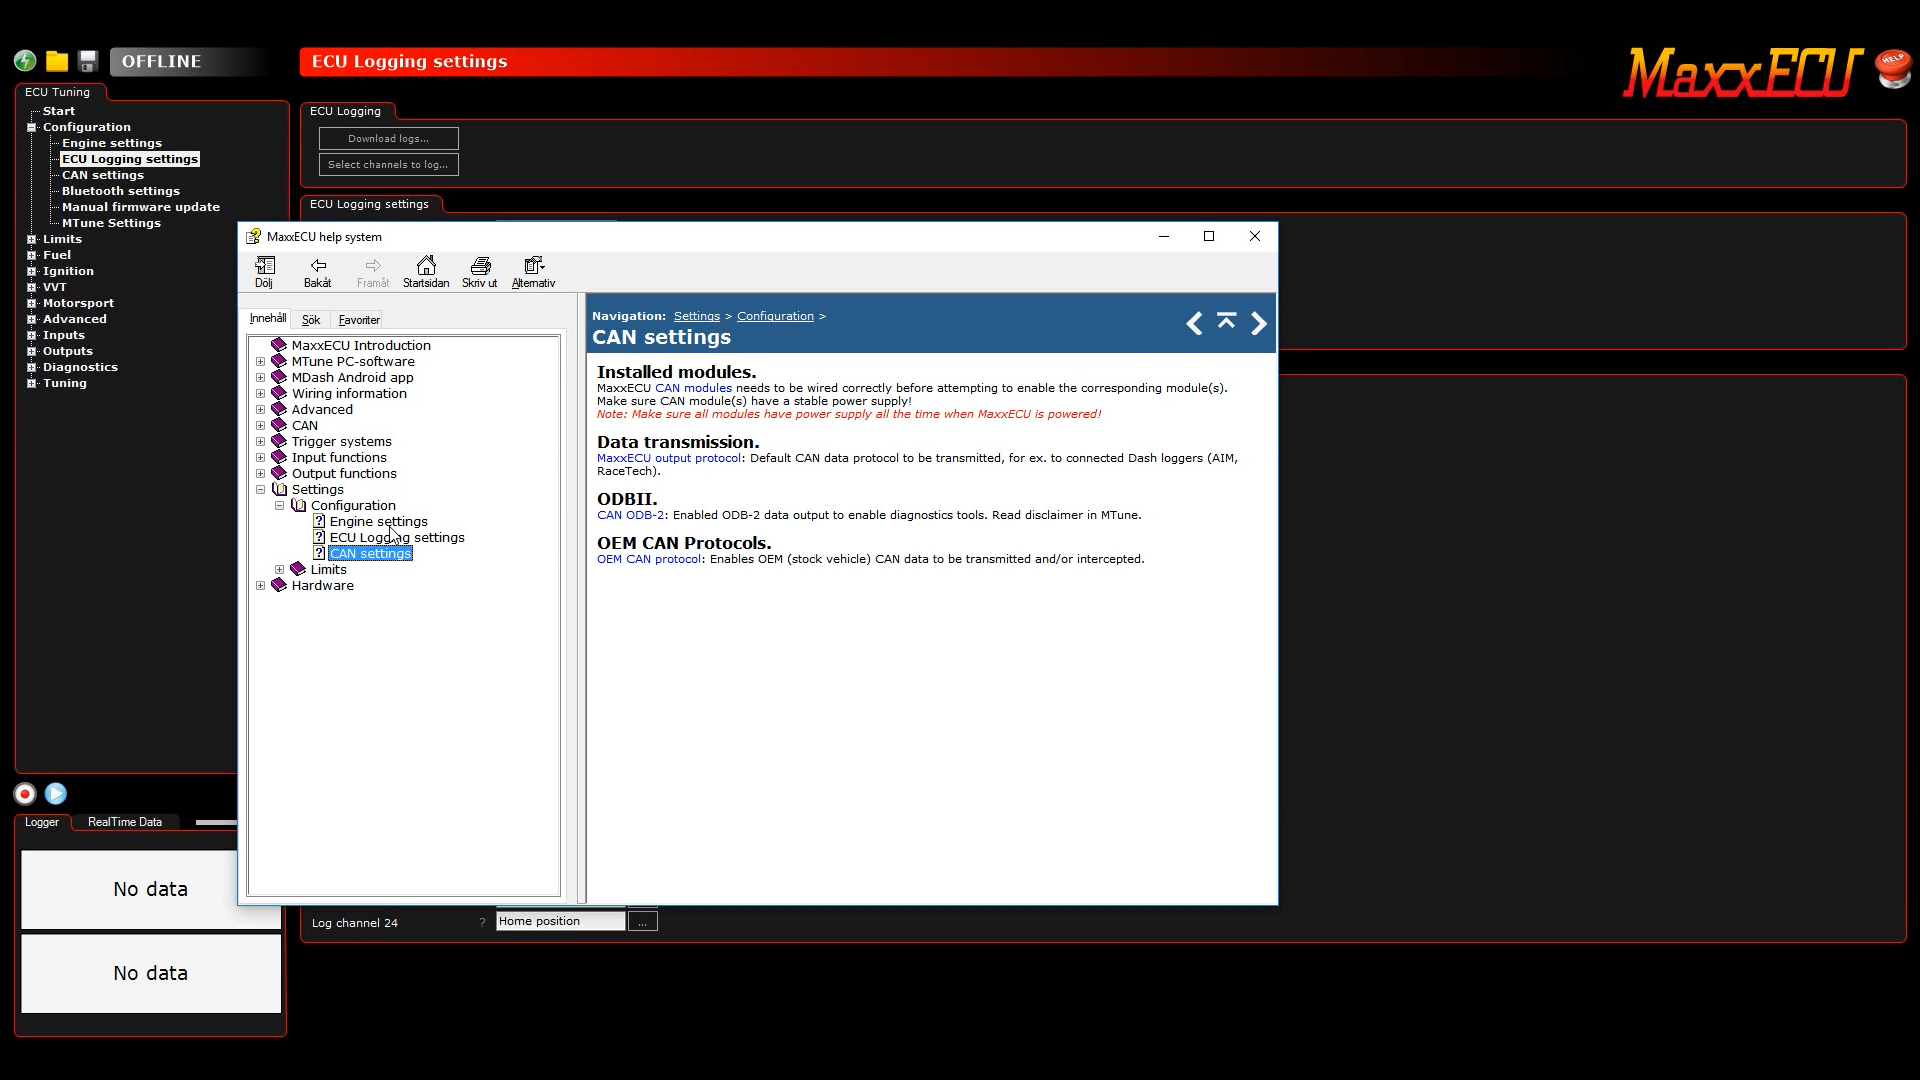 OFFLINE
ECU Logging settings
MaxxECU
HELP
ECU Tuning
Start
Configuration
Engine settings
ECU Logging settings
CAN settings
Bluetooth settings
Manual firmware update
MTune Settings
Limits
Fuel
Ignition
VVT
Motorsport
Advanced
Inputs
Outputs
Diagnostics
Tuning
ECU Logging
Download logs...
Select channels to log...
ECU Logging settings
MaxxECU help system
Dölj
Bakåt
Framåt
Startsidan
Skriv ut
Alternativ
Innehåll
Sök
Favoriter
MaxxECU Introduction
MTune PC-software
MDash Android app
Wiring information
Advanced
CAN
Trigger systems
Input functions
Output functions
Settings
Configuration
Engine settings
ECU Logging settings
CAN settings
Limits
Hardware
Navigation: Settings > Configuration >
CAN settings
Installed modules.
MaxxECU CAN modules needs to be wired correctly before attempting to enable the corresponding module(s).
Make sure CAN module(s) have a stable power supply!
Note: Make sure all modules have power supply all the time when MaxxECU is powered!
Data transmission.
MaxxECU output protocol: Default CAN data protocol to be transmitted, for ex. to connected Dash loggers (AIM,
RaceTech).
ODBII.
CAN ODB-2: Enabled ODB-2 data output to enable diagnostics tools. Read disclaimer in MTune.
OEM CAN Protocols.
OEM CAN protocol: Enables OEM (stock vehicle) CAN data to be transmitted and/or intercepted.
Logger
RealTime Data
No data
No data
Log channel 24
?
Home position
...